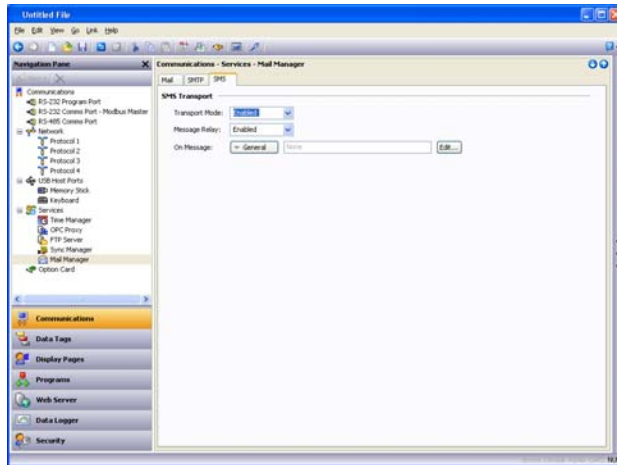 Untitled File
File Edit View Go Link Help
Navigation Pane
Communications - Services - Mail Manager
Mail SMTP SMS
Communications
RS-232 Program Port
RS-232 Comms Port - Modbus Master
RS-485 Comms Port
Network
Protocol 1
Protocol 2
Protocol 3
Protocol 4
USB Host Ports
Memory Stick
Keyboard
Services
Time Manager
OPC Proxy
FTP Server
Sync Manager
Mail Manager
Option Card
SMS Transport
Transport Mode: Enabled
Message Relay: Enabled
On Message: General None Edit...
Communications
Data Tags
Display Pages
Programs
Web Server
Data Logger
Security